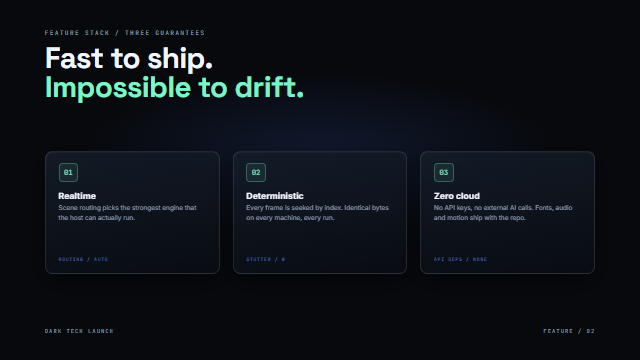 FEATURE STACK / THREE GUARANTEES
Fast to ship.
Impossible to drift.
01
Realtime
Scene routing picks the strongest engine that
the host can actually run.
ROUTING / AUTO
02
Deterministic
Every frame is seeked by index. Identical bytes
on every machine, every run.
STUTTER / 0
03
Zero cloud
No API keys, no external AI calls. Fonts, audio
and motion ship with the repo.
API DEPS / NONE
DARK TECH LAUNCH
FEATURE / 02